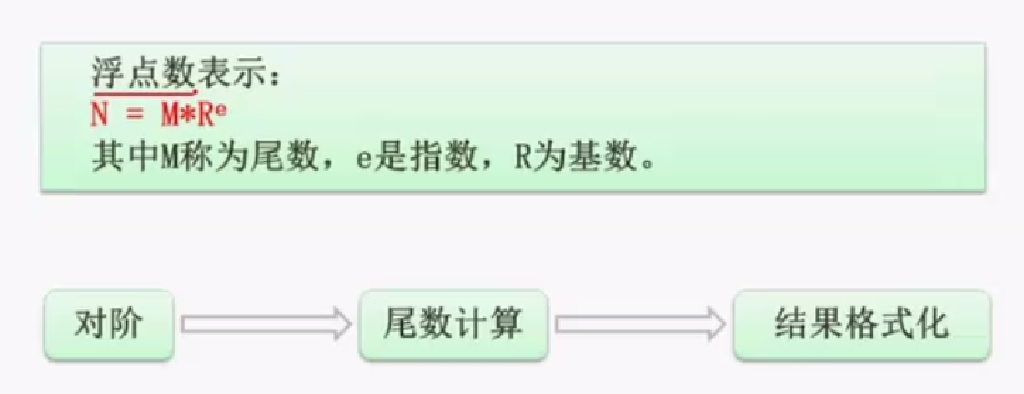 浮点数表示：
N = M*Rᵉ
其中M称为尾数，e是指数，R为基数。
对阶
尾数计算
结果格式化